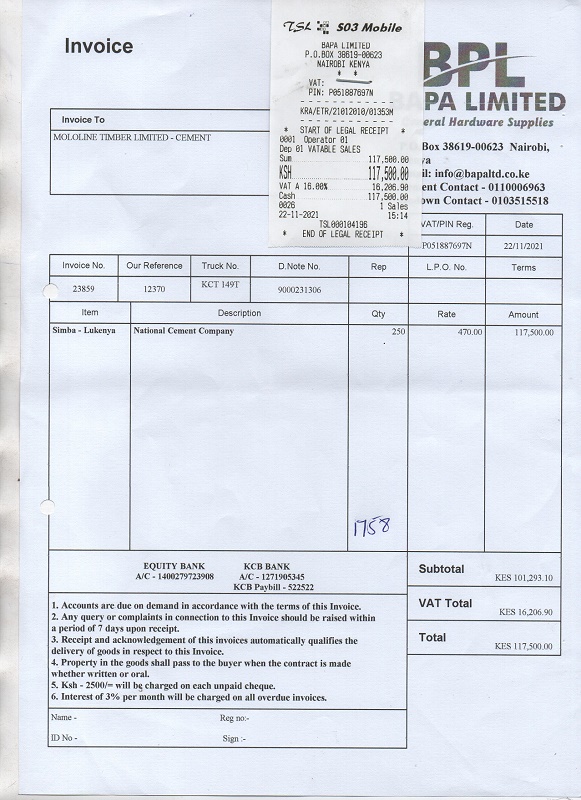 Invoice
TSL S03 Mobile
BAPA LIMITED
P.O.BOX 38619-00623
NAIROBI KENYA
* *
VAT:
PIN: P051887697N
KRA/ETR/21012010/01353M
* START OF LEGAL RECEIPT *
0001 Operator 01
Dep 01 VATABLE SALES
Sum 117,500.00
KSH 117,500.00
VAT A 16.00% 16,206.90
Cash 117,500.00
0026 1 Sales
22-11-2021 15:14
TSL000104196
* END OF LEGAL RECEIPT *
BPL
APA LIMITED
eral Hardware Supplies
Box 38619-00623 Nairobi,
ya
il: info@bapaltd.co.ke
ent Contact - 0110006963
own Contact - 0103515518
Invoice To
MOLOLINE TIMBER LIMITED - CEMENT
VAT/PIN Reg. Date
P051887697N 22/11/2021
Invoice No. Our Reference Truck No. D.Note No. Rep L.P.O. No. Terms
23859 12370 KCT 149T 9000231306
Item Description Qty Rate Amount
Simba - Lukenya National Cement Company 250 470.00 117,500.00
1758
EQUITY BANK KCB BANK
A/C - 1400279723908 A/C - 1271905345
KCB Paybill - 522522
Subtotal KES 101,293.10
VAT Total KES 16,206.90
Total KES 117,500.00
1. Accounts are due on demand in accordance with the terms of this Invoice.
2. Any query or complaints in connection to this Invoice should be raised within
a period of 7 days upon receipt.
3. Receipt and acknowledgement of this invoices automatically qualifies the
delivery of goods in respect to this Invoice.
4. Property in the goods shall pass to the buyer when the contract is made
whether written or oral.
5. Ksh - 2500/= will be charged on each unpaid cheque.
6. Interest of 3% per month will be charged on all overdue invoices.
Name - Reg no:-
ID No - Sign :-